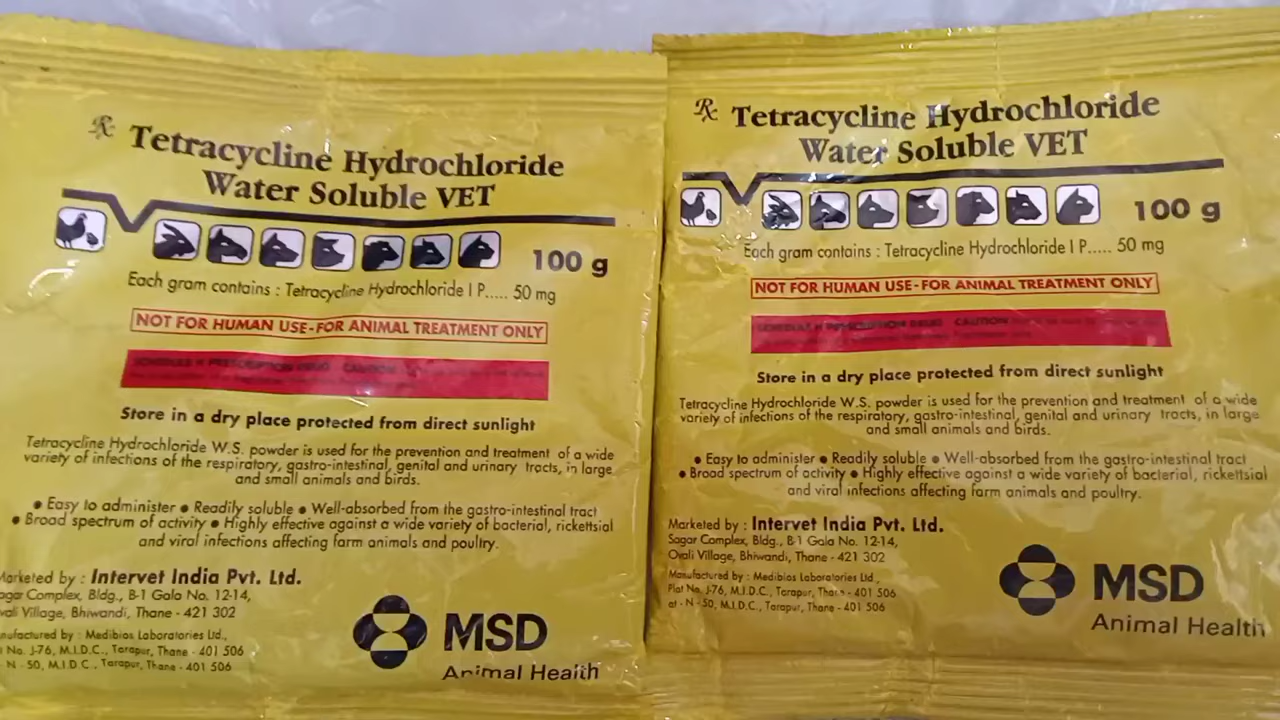 Rx Tetracycline Hydrochloride
Water Soluble VET
100 g
Each gram contains : Tetracycline Hydrochloride I P..... 50 mg
NOT FOR HUMAN USE-FOR ANIMAL TREATMENT ONLY
SCHEDULE H PRESCRIPTION DRUG CAUTION
Store in a dry place protected from direct sunlight
Tetracycline Hydrochloride W.S. powder is used for the prevention and treatment of a wide
variety of infections of the respiratory, gastro-intestinal, genital and urinary tracts, in large
and small animals and birds.
● Easy to administer ● Readily soluble ● Well-absorbed from the gastro-intestinal tract
● Broad spectrum of activity ● Highly effective against a wide variety of bacterial, rickettsial
and viral infections affecting farm animals and poultry.
Marketed by : Intervet India Pvt. Ltd.
agar Complex, Bldg., B-1 Gala No. 12-14,
vali Village, Bhiwandi, Thane - 421 302
nufactured by : Medibios Laboratories Ltd.,
No. J-76, M.I.D.C., Tarapur, Thane - 401 506
- N - 50, M.I.D.C., Tarapur, Thane - 401 506
MSD
Animal Health
Rx Tetracycline Hydrochloride
Water Soluble VET
100 g
Each gram contains : Tetracycline Hydrochloride I P..... 50 mg
NOT FOR HUMAN USE-FOR ANIMAL TREATMENT ONLY
SCHEDULE H PRESCRIPTION DRUG CAUTION
Store in a dry place protected from direct sunlight
Tetracycline Hydrochloride W.S. powder is used for the prevention and treatment of a wide
variety of infections of the respiratory, gastro-intestinal, genital and urinary tracts, in large
and small animals and birds.
● Easy to administer ● Readily soluble ● Well-absorbed from the gastro-intestinal tract
● Broad spectrum of activity ● Highly effective against a wide variety of bacterial, rickettsial
and viral infections affecting farm animals and poultry.
Marketed by : Intervet India Pvt. Ltd.
Sagar Complex, Bldg., B-1 Gala No. 12-14,
Ovali Village, Bhiwandi, Thane - 421 302
Manufactured by : Medibios Laboratories Ltd.,
Plot No. J-76, M.I.D.C., Tarapur, Thane - 401 506
at - N - 50, M.I.D.C., Tarapur, Thane - 401 506
MSD
Animal Health